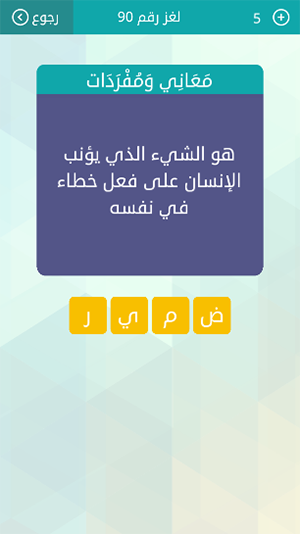 رجوع
لغز رقم 90
5
مَعَانِي وَمُفْرَدَات
هو الشيء الذي يؤنب
الإنسان على فعل خطاء
في نفسه
ض م ي ر